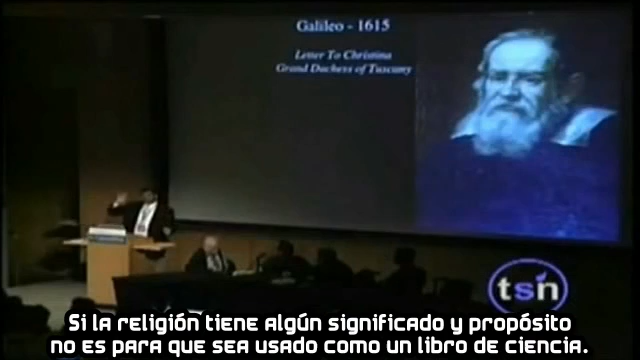 Galileo - 1615
Letter To Christina
Grand Duchess of Tuscany
tsn
Si la religión tiene algún significado y propósito
no es para que sea usado como un libro de ciencia.